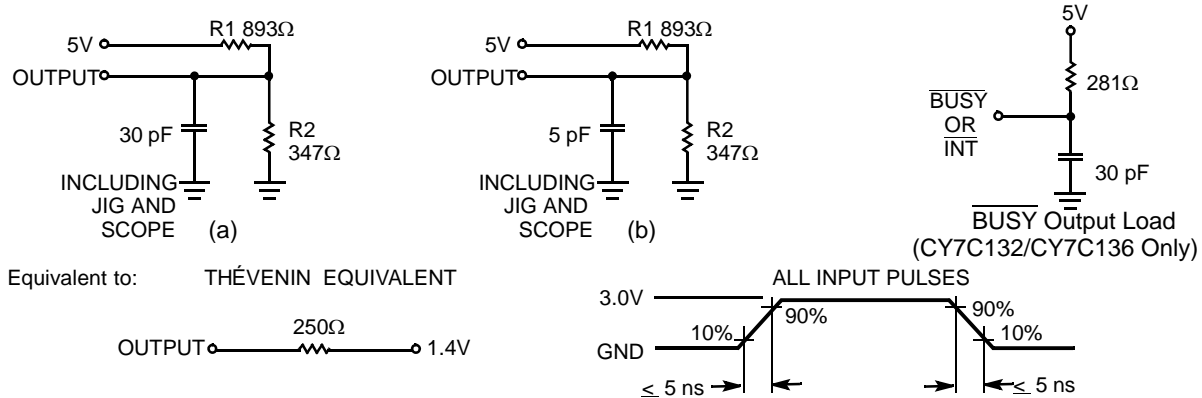 R1 893Ω
5V
OUTPUT
30 pF
R2
347Ω
INCLUDING
JIG AND
SCOPE
(a)
R1 893Ω
5V
OUTPUT
5 pF
R2
347Ω
INCLUDING
JIG AND
SCOPE
(b)
5V
281Ω
BUSY
OR
INT
30 pF
BUSY Output Load
(CY7C132/CY7C136 Only)
Equivalent to: THÉVENIN EQUIVALENT
250Ω
OUTPUT
1.4V
ALL INPUT PULSES
3.0V
90%
90%
10%
10%
GND
≤ 5 ns
≤ 5 ns